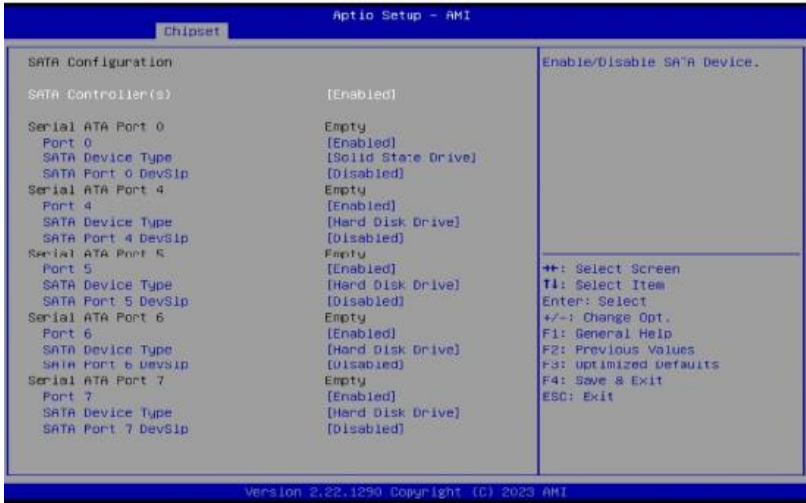 Aptio Setup - AMI
Chipset
SATA Configuration
SATA Controller(s) [Enabled]
Serial ATA Port 0 Empty
Port 0 [Enabled]
SATA Device Type [Solid State Drive]
SATA Port 0 DevSlp [Disabled]
Serial ATA Port 4 Empty
Port 4 [Enabled]
SATA Device Type [Hard Disk Drive]
SATA Port 4 DevSlp [Disabled]
Serial ATA Port 5 Empty
Port 5 [Enabled]
SATA Device Type [Hard Disk Drive]
SATA Port 5 DevSlp [Disabled]
Serial ATA Port 6 Empty
Port 6 [Enabled]
SATA Device Type [Hard Disk Drive]
SATA Port 6 DevSlp [Disabled]
Serial ATA Port 7 Empty
Port 7 [Enabled]
SATA Device Type [Hard Disk Drive]
SATA Port 7 DevSlp [Disabled]
Enable/Disable SATA Device.
→←: Select Screen
↑↓: Select Item
Enter: Select
+/-: Change Opt.
F1: General Help
F2: Previous Values
F3: Optimized Defaults
F4: Save & Exit
ESC: Exit
Version 2.22.1290 Copyright (C) 2023 AMI